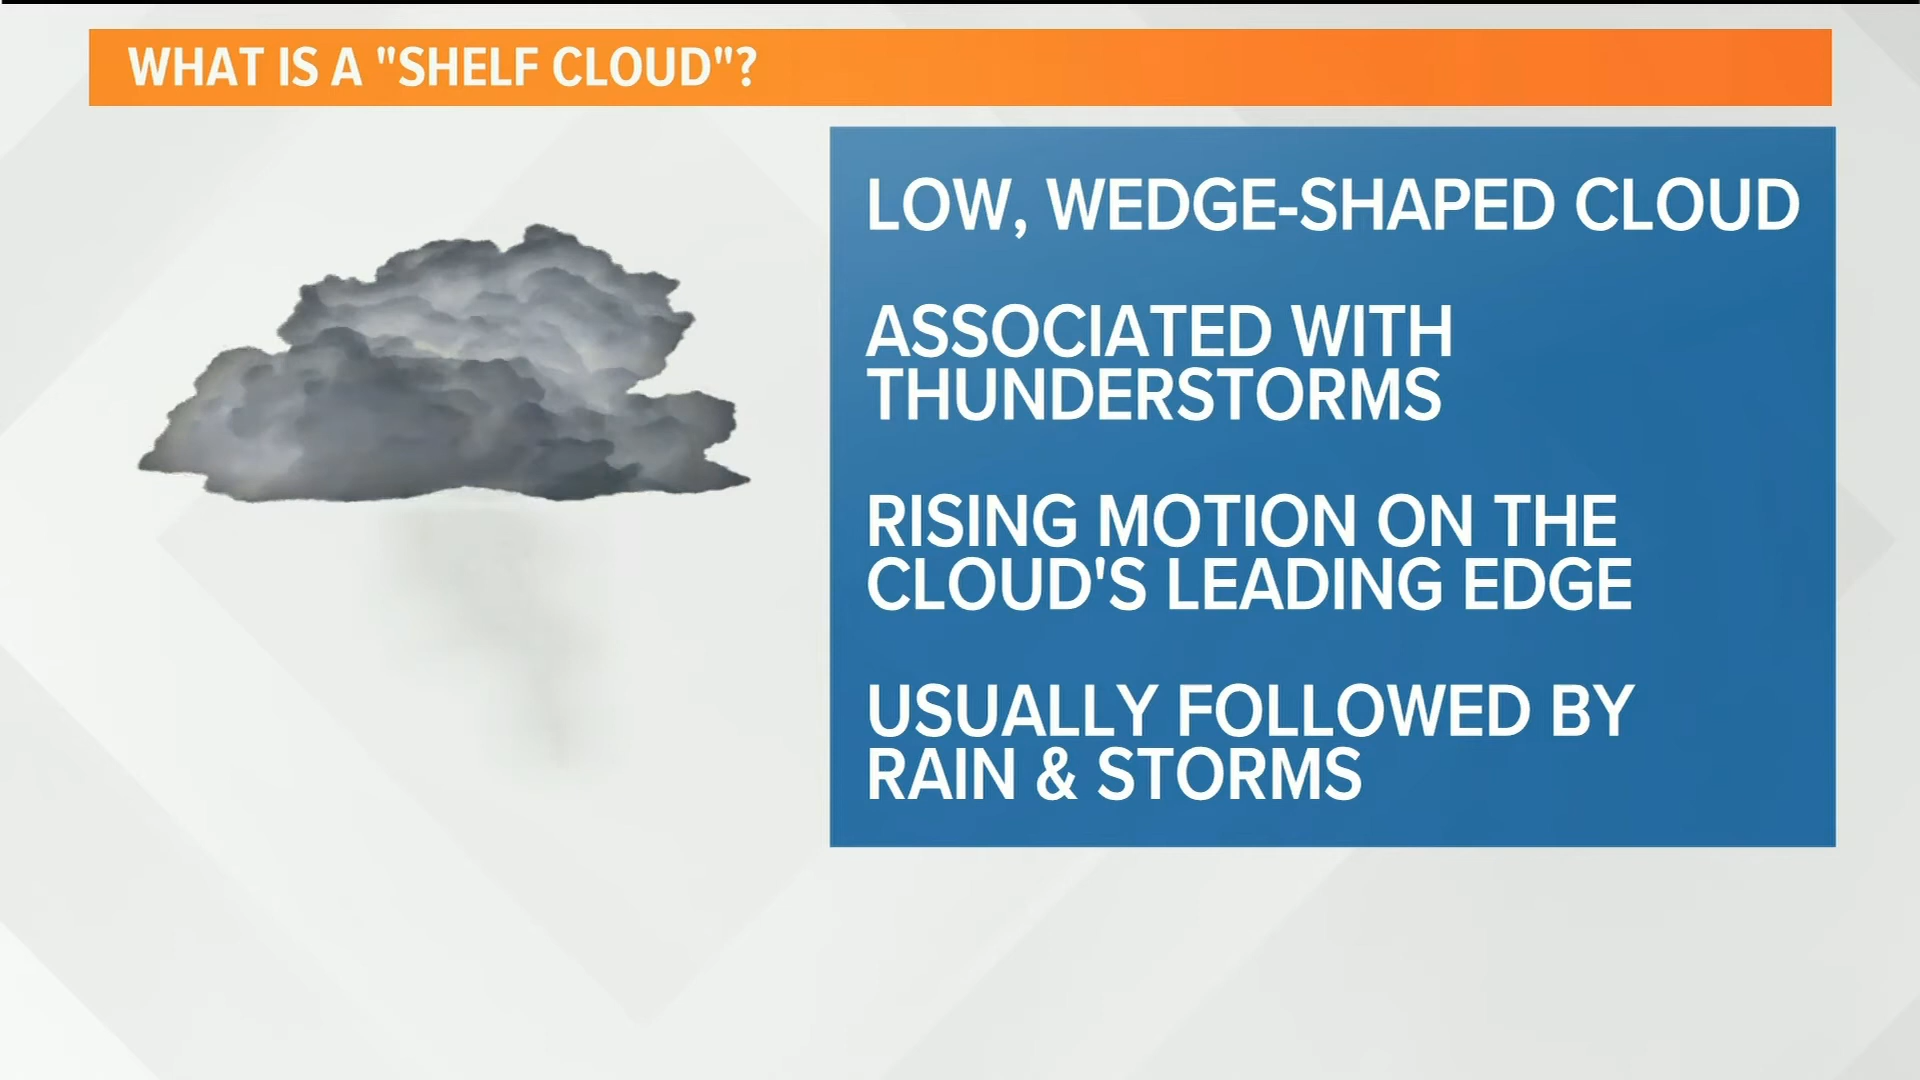 WHAT IS A "SHELF CLOUD"?
LOW, WEDGE-SHAPED CLOUD
ASSOCIATED WITH
THUNDERSTORMS
RISING MOTION ON THE
CLOUD'S LEADING EDGE
USUALLY FOLLOWED BY
RAIN & STORMS